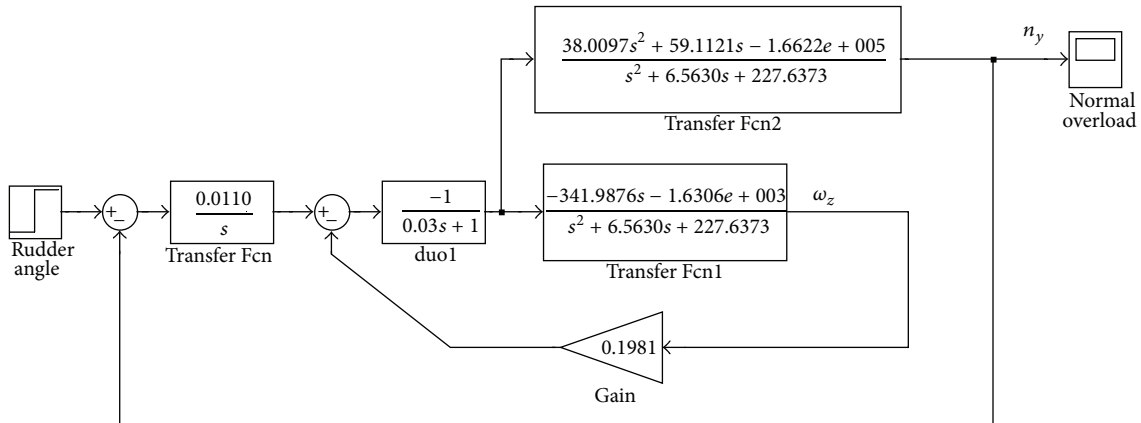 38.0097s² + 59.1121s − 1.6622e + 005
s² + 6.5630s + 227.6373
Transfer Fcn2
n_y
Normal
overload
Rudder
angle
+
−
0.0110
s
Transfer Fcn
+
−
−1
0.03s + 1
duo1
−341.9876s − 1.6306e + 003
s² + 6.5630s + 227.6373
Transfer Fcn1
ω_z
0.1981
Gain